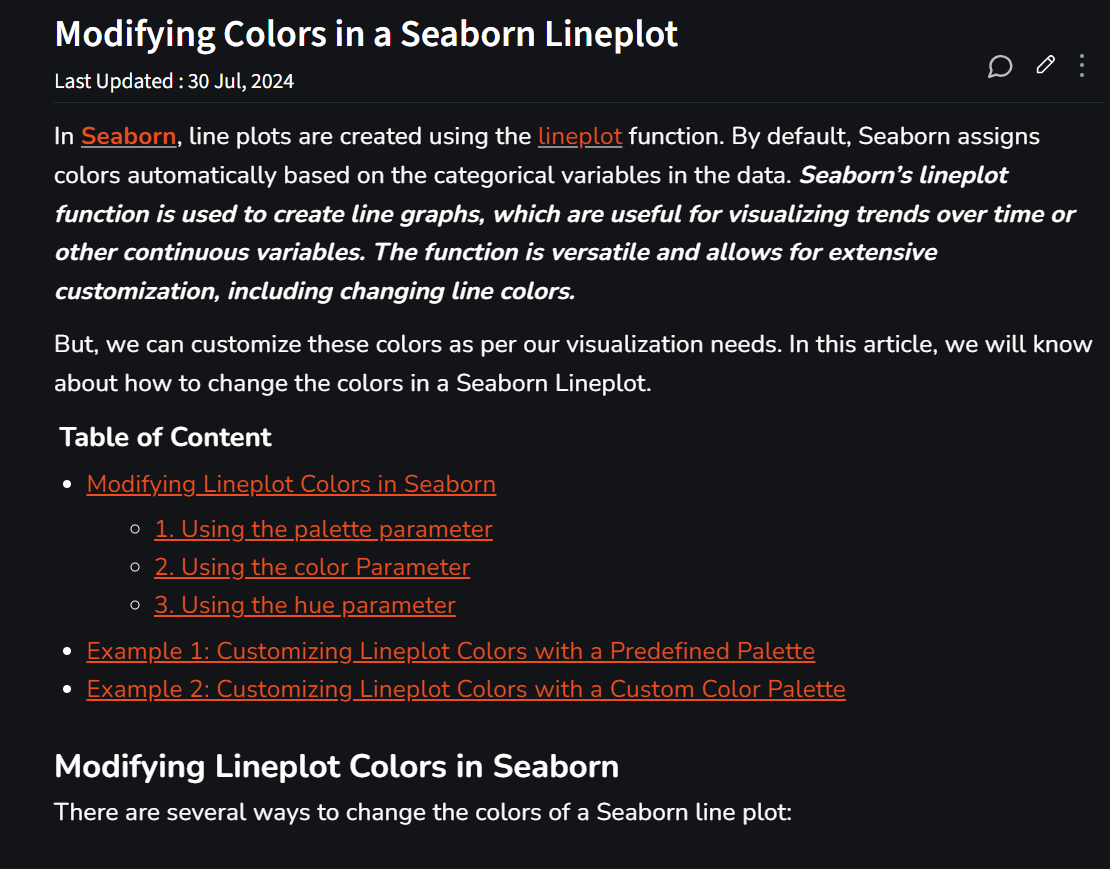 Modifying Colors in a Seaborn Lineplot
Last Updated : 30 Jul, 2024
In Seaborn, line plots are created using the lineplot function. By default, Seaborn assigns
colors automatically based on the categorical variables in the data. Seaborn’s lineplot
function is used to create line graphs, which are useful for visualizing trends over time or
other continuous variables. The function is versatile and allows for extensive
customization, including changing line colors.
But, we can customize these colors as per our visualization needs. In this article, we will know
about how to change the colors in a Seaborn Lineplot.
Table of Content
Modifying Lineplot Colors in Seaborn
1. Using the palette parameter
2. Using the color Parameter
3. Using the hue parameter
Example 1: Customizing Lineplot Colors with a Predefined Palette
Example 2: Customizing Lineplot Colors with a Custom Color Palette
Modifying Lineplot Colors in Seaborn
There are several ways to change the colors of a Seaborn line plot: